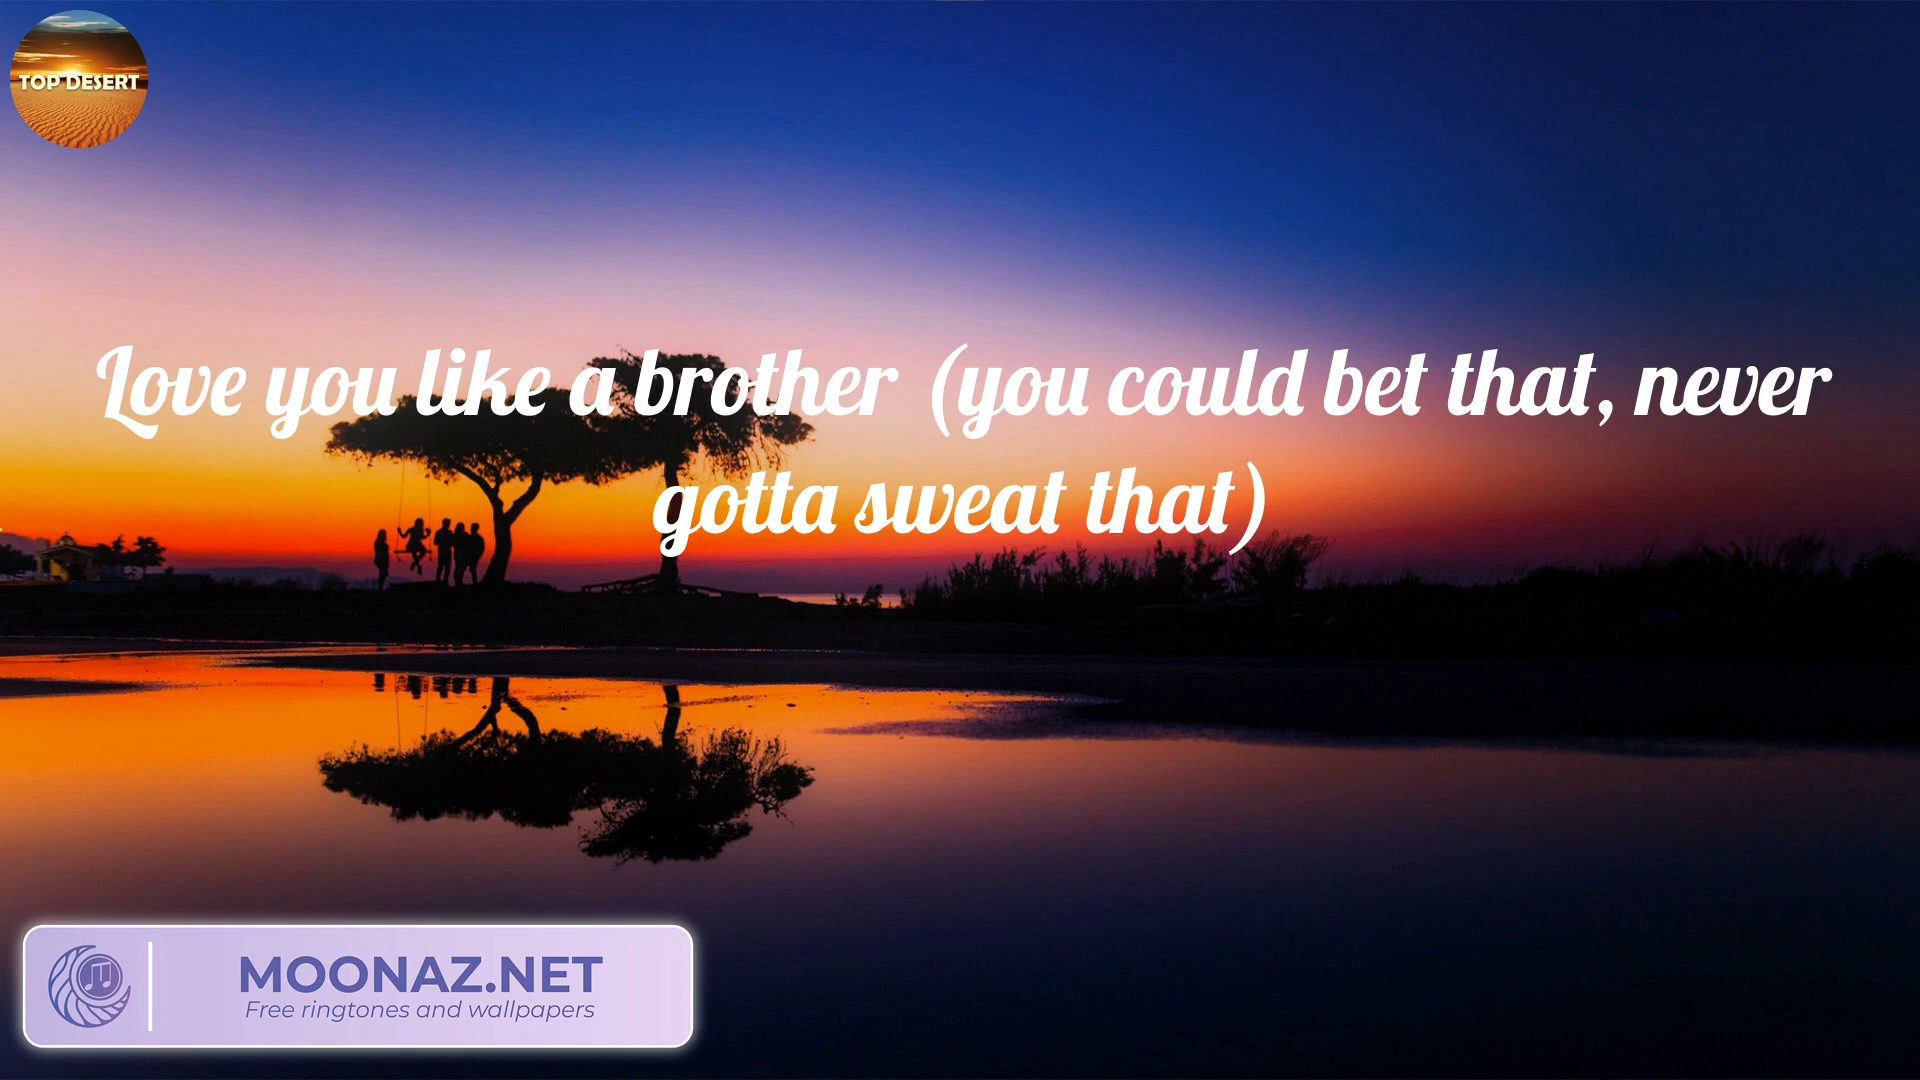 TOP DESERT
Love you like a brother (you could bet that, never
gotta sweat that)
MOONAZ.NET
Free ringtones and wallpapers